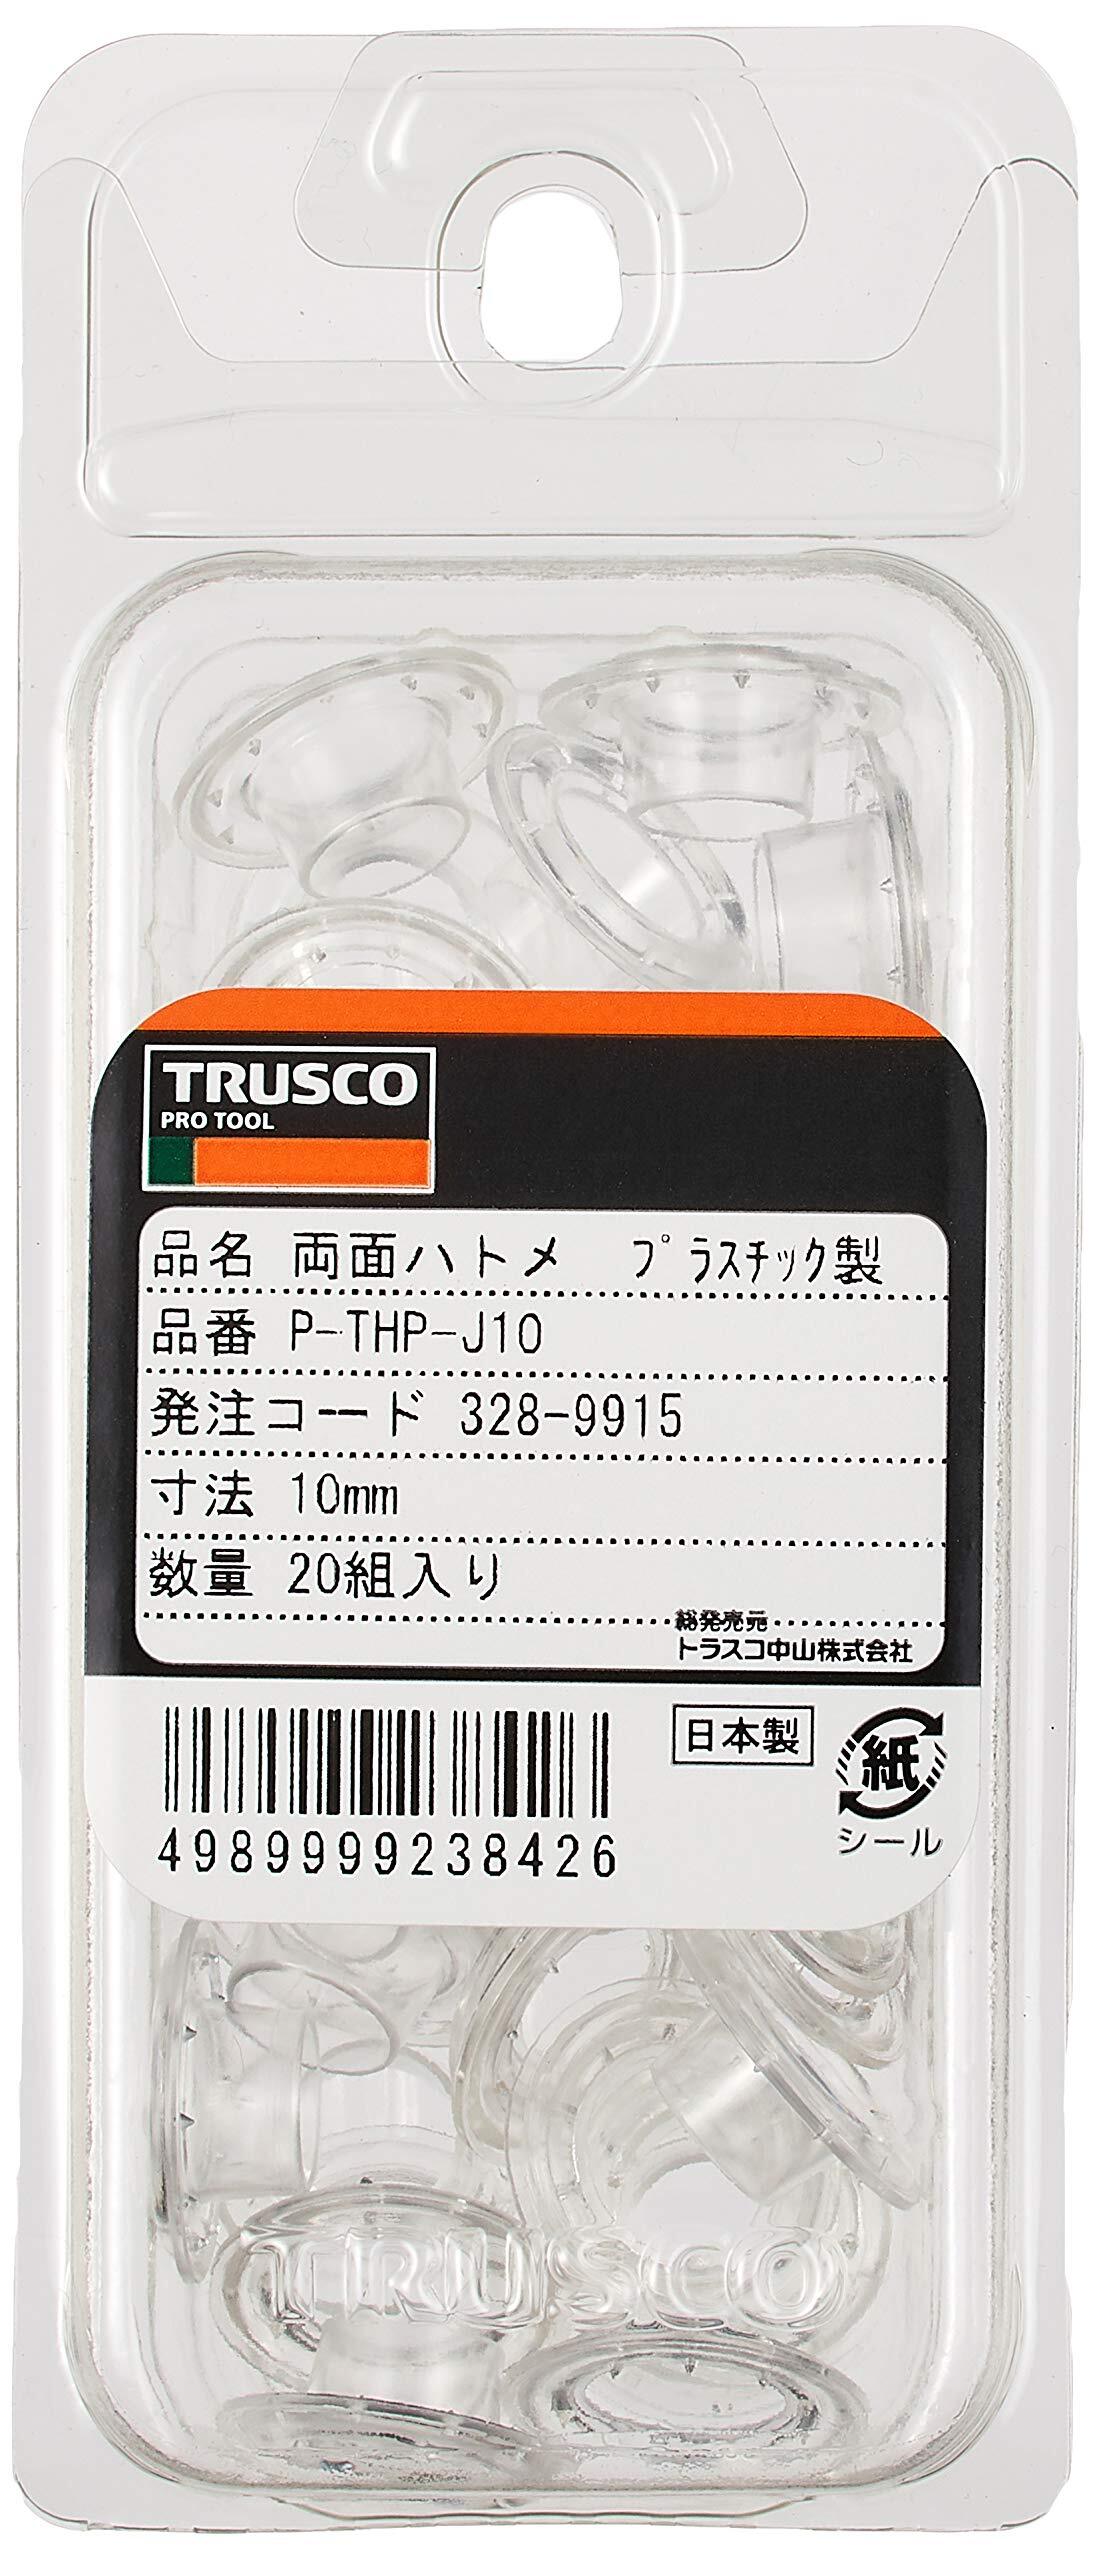 TRUSCO
PRO TOOL
品名 両面ハトメ プラスチック製
品番 P-THP-J10
発注コード 328-9915
寸法 10mm
数量 20組入り
総発売元
トラスコ中山株式会社
日本製
紙
シール
4989999238426
TRUSCO